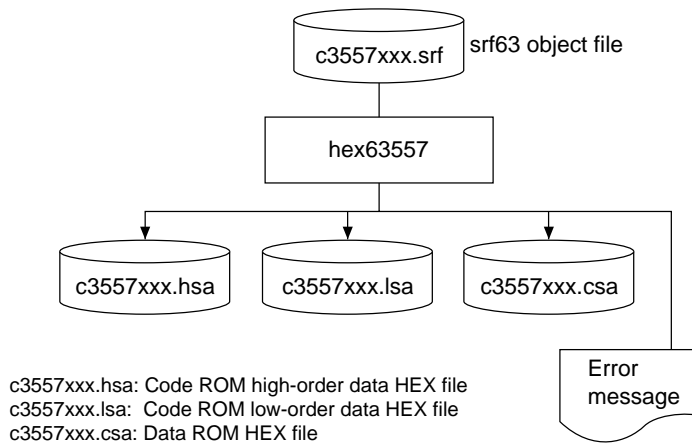 c3557xxx.srf
srf63 object file
hex63557
c3557xxx.hsa
c3557xxx.lsa
c3557xxx.csa
Error
message
c3557xxx.hsa: Code ROM high-order data HEX file
c3557xxx.lsa: Code ROM low-order data HEX file
c3557xxx.csa: Data ROM HEX file